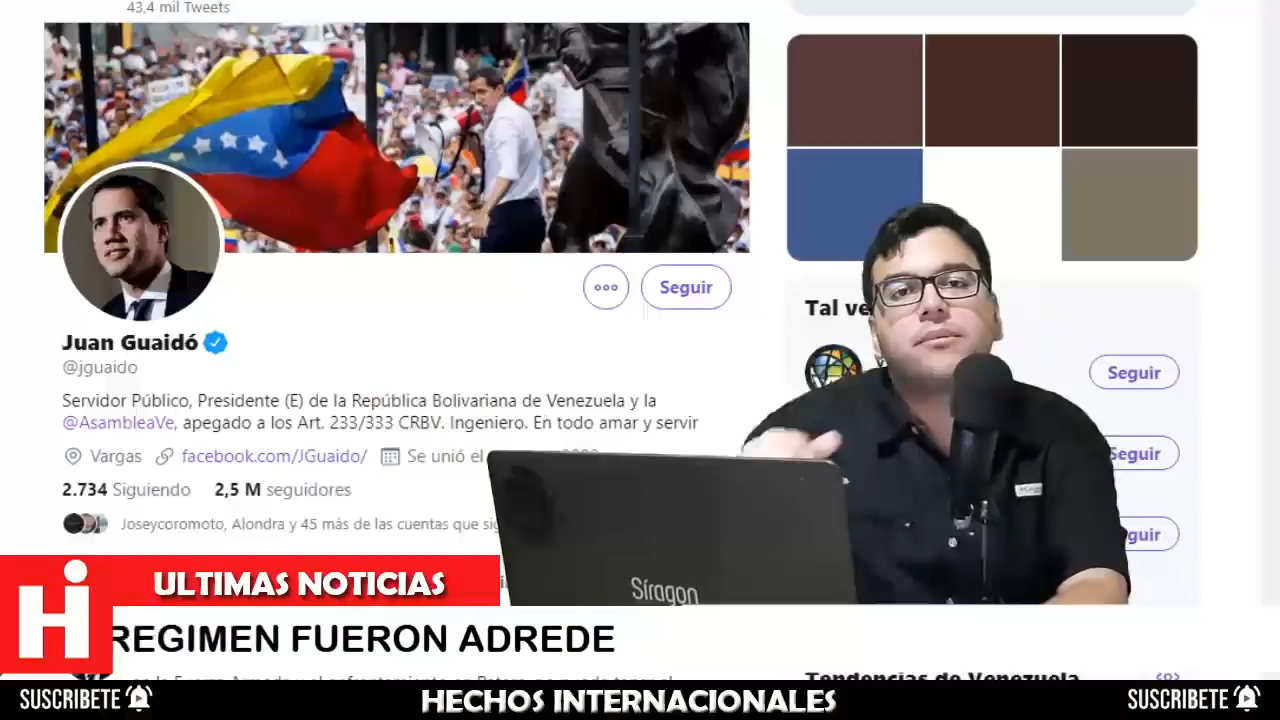 43,4 mil Tweets
Seguir
Juan Guaidó
@jguaido
Servidor Público, Presidente (E) de la República Bolivariana de Venezuela y la
@AsambleaVe, apegado a los Art. 233/333 CRBV. Ingeniero. En todo amar y servir
Vargas facebook.com/JGuaido/ Se unió el
2.734 Siguiendo 2,5 M seguidores
Joseycoromoto, Alondra y 45 más de las cuentas que
Tal
Seguir
Seguir
Síragon
Hi
ULTIMAS NOTICIAS
REGIMEN FUERON ADREDE
Tendencias de Venezuela
SUSCRIBETE
HECHOS INTERNACIONALES
SUSCRIBETE